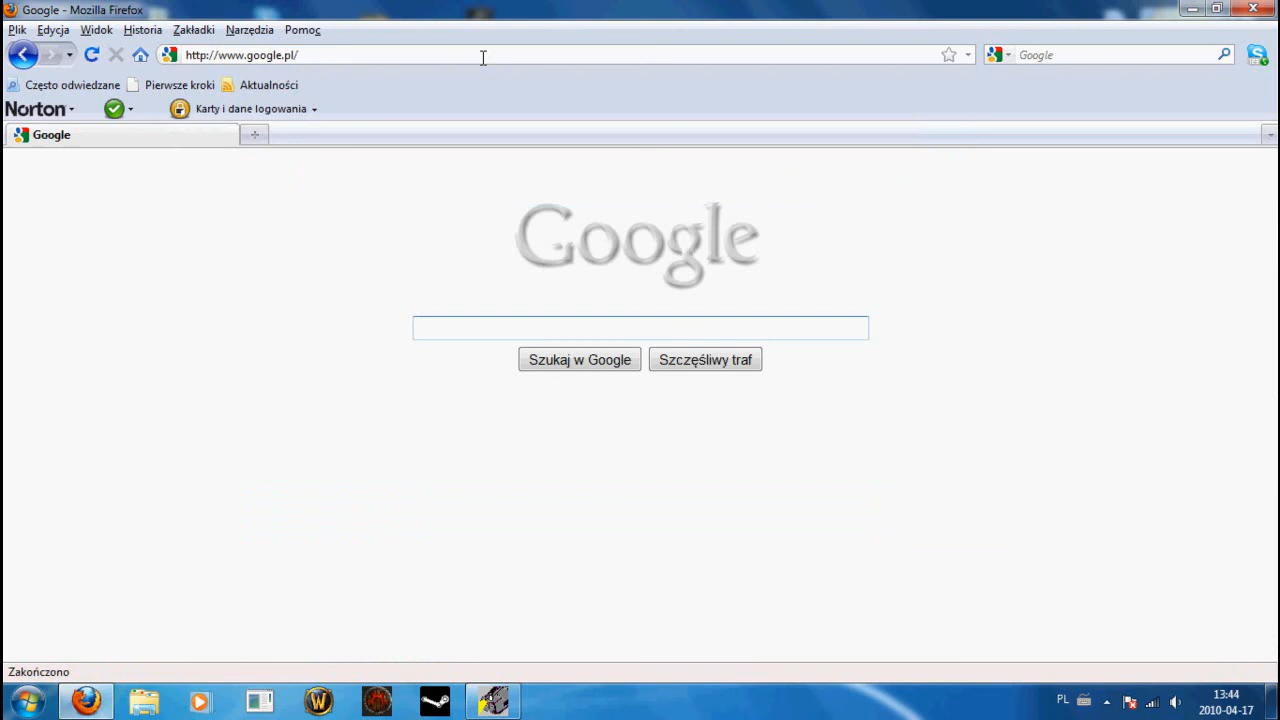 Google - Mozilla Firefox
Plik Edycja Widok Historia Zakładki Narzędzia Pomoc
http://www.google.pl/ Google
Często odwiedzane Pierwsze kroki Aktualności
Norton Karty i dane logowania
Google
Google
Szukaj w Google Szczęśliwy traf
Zakończono
W PL 13:44
2010-04-17